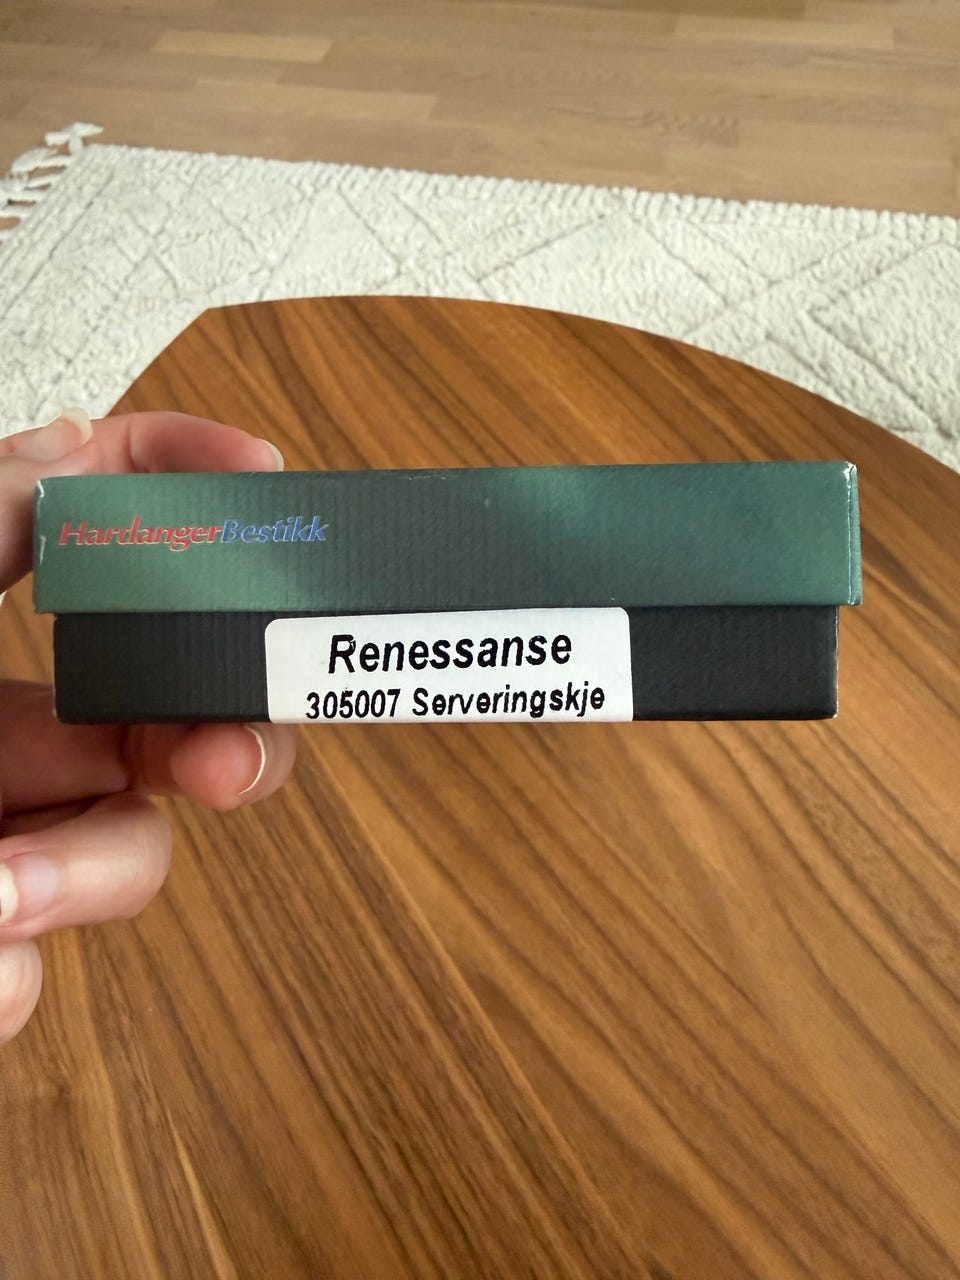 HardangerBestikk
Renessanse
305007 Serveringskje